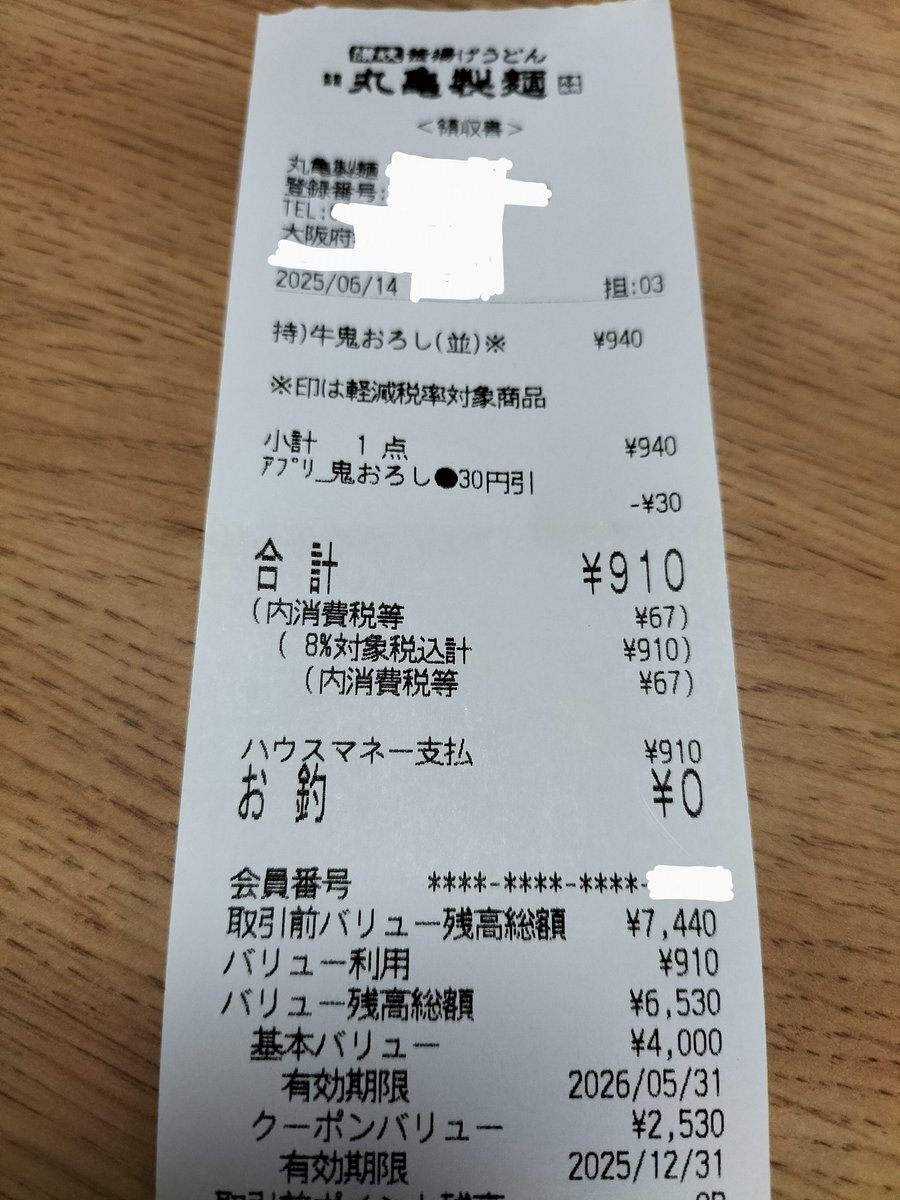 釜揚げうどん
丸亀製麺
<領収書>
丸亀製麺
登録番号:
TEL:
大阪府
2025/06/14 担:03
持)牛鬼おろし(並)※ ¥940
※印は軽減税率対象商品
小計 1 点 ¥940
ｱﾌﾟﾘ_鬼おろし●30円引
-¥30
合 計 ¥910
(内消費税等 ¥67)
( 8%対象税込計 ¥910)
(内消費税等 ¥67)
ハウスマネー支払 ¥910
お 釣 ¥0
会員番号 ****-****-****-
取引前バリュー残高総額 ¥7,440
バリュー利用 ¥910
バリュー残高総額 ¥6,530
基本バリュー ¥4,000
有効期限 2026/05/31
クーポンバリュー ¥2,530
有効期限 2025/12/31